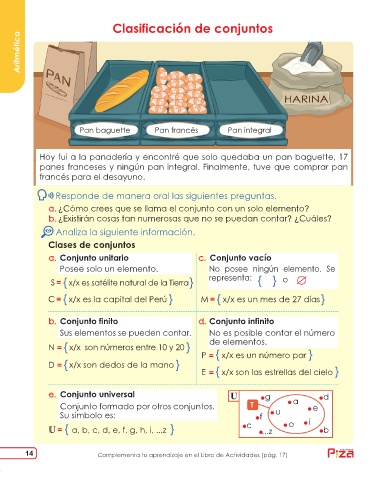 Aritmética
Clasificación de conjuntos
PAN
HARINA
Pan baguette
Pan francés
Pan integral
Hoy fui a la panadería y encontré que solo quedaba un pan baguette, 17
panes franceses y ningún pan integral. Finalmente, tuve que comprar pan
francés para el desayuno.
Responde de manera oral las siguientes preguntas.
a. ¿Cómo crees que se llama el conjunto con un solo elemento?
b. ¿Existirán cosas tan numerosas que no se puedan contar? ¿Cuáles?
Analiza la siguiente información.
Clases de conjuntos
a. Conjunto unitario
Posee solo un elemento.
S = { x/x es satélite natural de la Tierra }
C = { x/x es la capital del Perú }
c. Conjunto vacío
No posee ningún elemento. Se
representa: { } o ∅
M = { x/x es un mes de 27 días }
b. Conjunto finito
Sus elementos se pueden contar.
N = { x/x son números entre 10 y 20 }
D = { x/x son dedos de la mano }
d. Conjunto infinito
No es posible contar el número
de elementos.
P = { x/x es un número par }
E = { x/x son las estrellas del cielo }
e. Conjunto universal
Conjunto formado por otros conjuntos.
Su símbolo es:
U = { a, b, c, d, e, f, g, h, i, ...z }
U
g
d
T
a
e
u
f
c
o
i
...z
b
14
Complementa tu aprendizaje en el Libro de Actividades (pág. 17)
PIZA